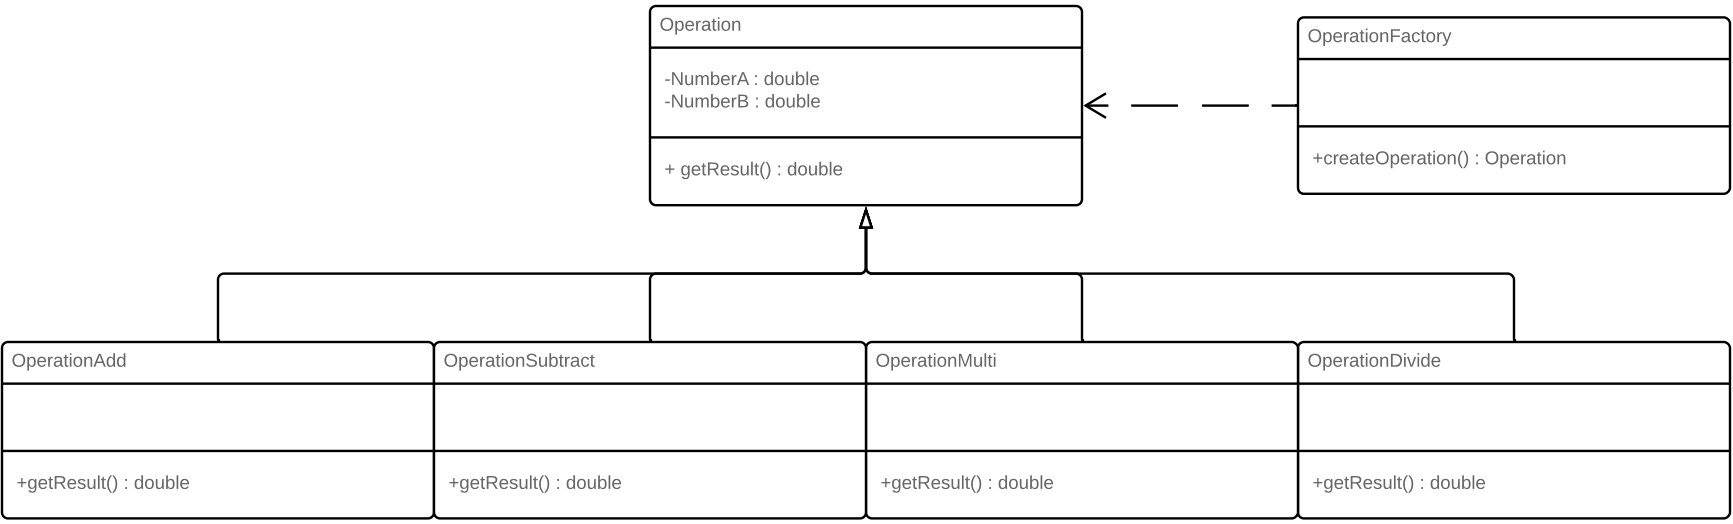 Operation
-NumberA : double
-NumberB : double
+ getResult() : double
OperationFactory
+createOperation() : Operation
OperationAdd
+getResult() : double
OperationSubtract
+getResult() : double
OperationMulti
+getResult() : double
OperationDivide
+getResult() : double